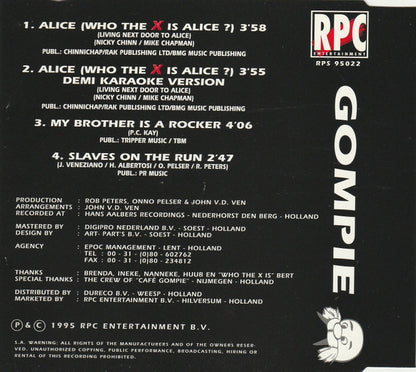 1. ALICE (WHO THE X IS ALICE ?) 3'58
(LIVING NEXT DOOR TO ALICE)
(NICKY CHINN / MIKE CHAPMAN)
PUBL.: CHINNICHAP/RAK PUBLISHING LTD/BMG MUSIC PUBLISHING
2. ALICE (WHO THE X IS ALICE ?) 3'55
DEMI KARAOKE VERSION
(LIVING NEXT DOOR TO ALICE)
(NICKY CHINN / MIKE CHAPMAN)
PUBL.: CHINNICHAP/RAK PUBLISHING LTD/BMG MUSIC PUBLISHING
3. MY BROTHER IS A ROCKER 4'06
(P.C. KAY)
PUBL.: TRIPPER MUSIC / TBM
4. SLAVES ON THE RUN 2'47
(J. VENEZIANO / H. ALBERTOSI / O. PELSER / R. PETERS)
PUBL.: PR MUSIC
RPC
ENTERTAINMENT
RPS 95022
GOMPIE
PRODUCTION : ROB PETERS, ONNO PELSER & JOHN V.D. VEN
ARRANGEMENTS : JOHN V.D. VEN
RECORDED AT : HANS AALBERS RECORDINGS - NEDERHORST DEN BERG - HOLLAND
MASTERED BY : DIGIPRO NEDERLAND B.V. - SOEST - HOLLAND
DESIGN BY : ART- PART'S B.V. - SOEST - HOLLAND
AGENCY : EPOC MANAGEMENT - LENT - HOLLAND
TEL : 00 - 31 - (0)80 - 602762
FAX : 00 - 31 - (0)80 - 234812
THANKS : BRENDA, INEKE, NANNEKE, HUUB EN "WHO THE X IS" BERT
SPECIAL THANKS : THE CREW OF "CAFÉ GOMPIE" - NIJMEGEN - HOLLAND
DISTRIBUTED BY : DURECO B.V. - WEESP - HOLLAND
MARKETED BY : RPC ENTERTAINMENT B.V. - HILVERSUM - HOLLAND
Ⓟ & © 1995 RPC ENTERTAINMENT B.V.
S.A. WARNING: ALL RIGHTS OF THE MANUFACTURERS AND OF THE OWNERS RESER-
VED. UNAUTHORIZED COPYING, PUBLIC PERFORMANCE, BROADCASTING, HIRING OR
RENTAL OF THIS RECORDING PROHIBITED.